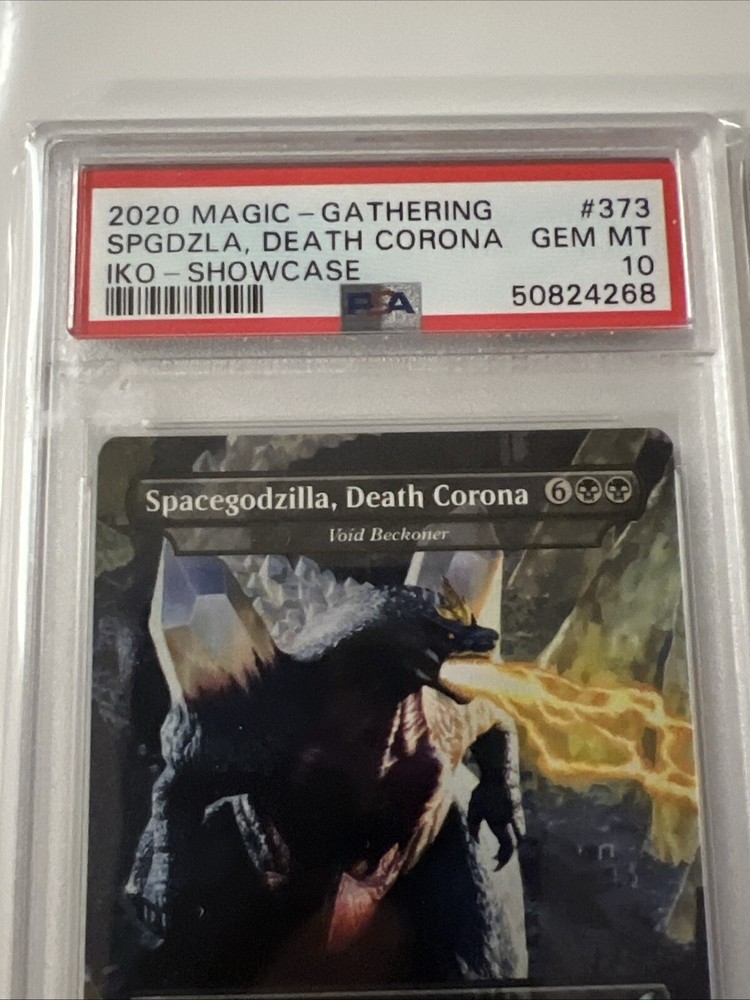 2020 MAGIC – GATHERING #373
SPGDZLA, DEATH CORONA GEM MT
IKO – SHOWCASE 10
PSA 50824268
Spacegodzilla, Death Corona 6
Void Beckoner